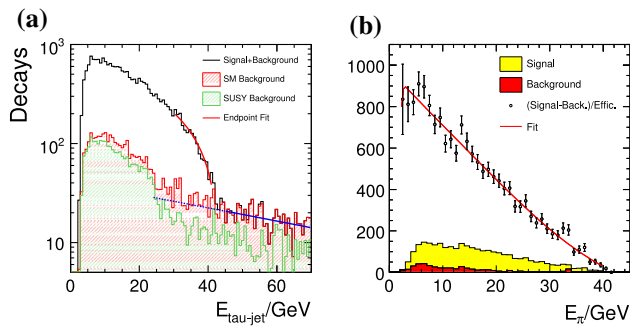 (a)
Decays
10³
10²
10
Signal+Background
SM Background
SUSY Background
Endpoint Fit
0 20 40 60
E_tau-jet/GeV
(b)
1000
800
600
400
200
0
Signal
Background
(Signal-Back.)/Effic.
Fit
0 10 20 30 40
E_π/GeV